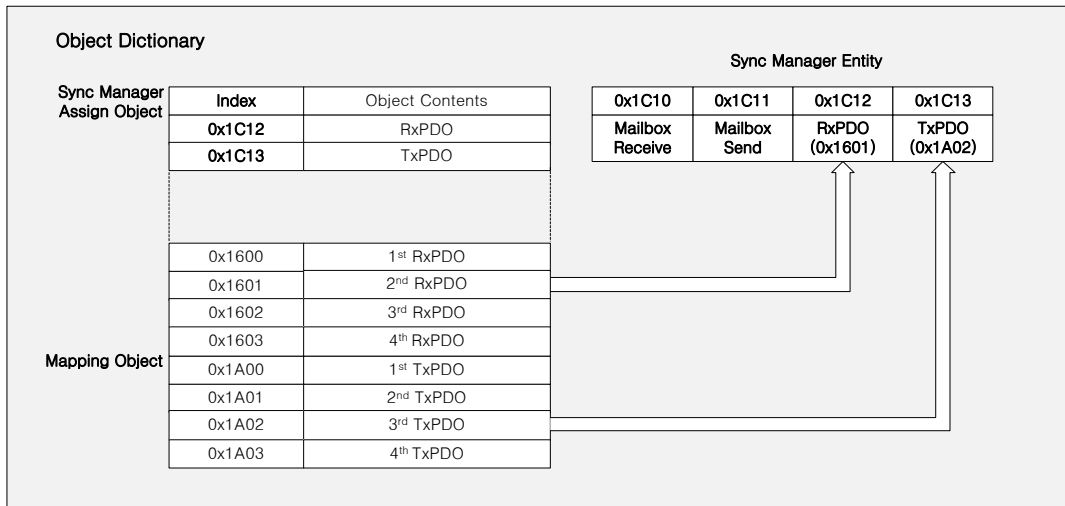 Object Dictionary
Sync Manager Entity
Sync Manager
Assign Object
Index Object Contents
0x1C12 RxPDO
0x1C13 TxPDO
0x1C10 0x1C11 0x1C12 0x1C13
Mailbox Receive Mailbox Send RxPDO (0x1601) TxPDO (0x1A02)
0x1600 1st RxPDO
0x1601 2nd RxPDO
0x1602 3rd RxPDO
0x1603 4th RxPDO
Mapping Object
0x1A00 1st TxPDO
0x1A01 2nd TxPDO
0x1A02 3rd TxPDO
0x1A03 4th TxPDO